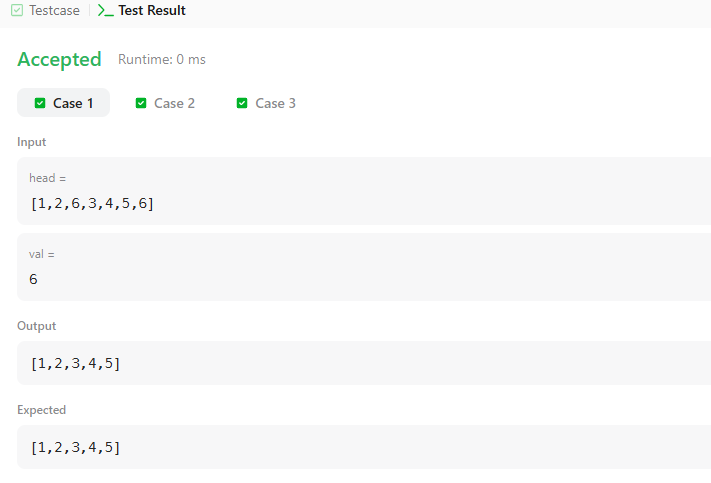 Testcase Test Result
Accepted Runtime: 0 ms
Case 1 Case 2 Case 3
Input
head =
[1,2,6,3,4,5,6]
val =
6
Output
[1,2,3,4,5]
Expected
[1,2,3,4,5]